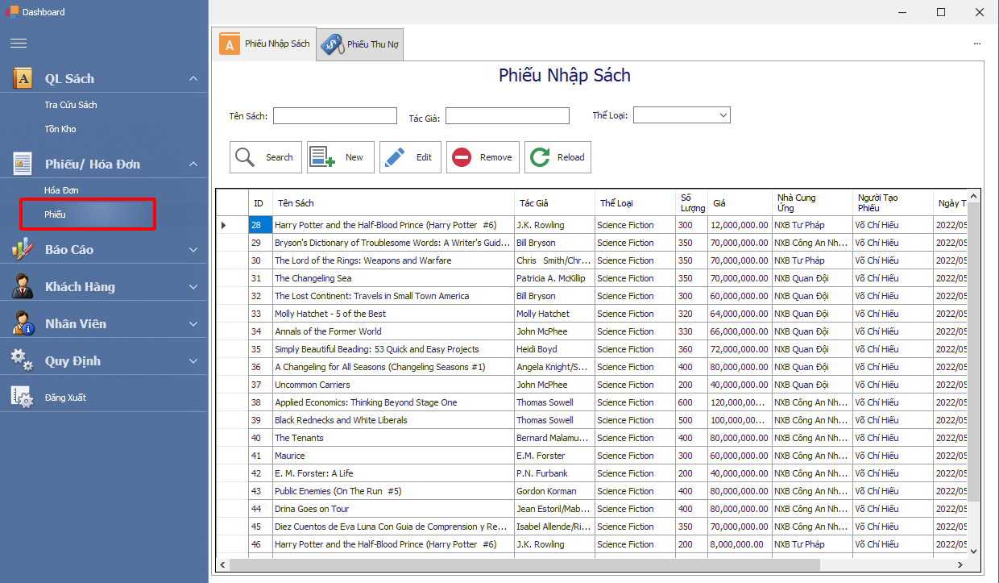 Dashboard
QL Sách
Tra Cứu Sách
Tồn Kho
Phiếu/ Hóa Đơn
Hóa Đơn
Phiếu
Báo Cáo
Khách Hàng
Nhân Viên
Quy Định
Đăng Xuất
Phiếu Nhập Sách
Phiếu Thu Nợ
Phiếu Nhập Sách
Tên Sách: Tác Giả: Thể Loại:
Search New Edit Remove Reload
ID Tên Sách Tác Giả Thể Loại Số Lượng Giá Nhà Cung Ứng Người Tạo Phiếu Ngày T
28 Harry Potter and the Half-Blood Prince (Harry Potter #6) J.K. Rowling Science Fiction 300 12,000,000.00 NXB Tư Pháp Võ Chí Hiếu 2022/05
29 Bryson's Dictionary of Troublesome Words: A Writer's Guid... Bill Bryson Science Fiction 350 70,000,000.00 NXB Công An Nh... Võ Chí Hiếu 2022/05
30 The Lord of the Rings: Weapons and Warfare Chris Smith/Chr... Science Fiction 350 70,000,000.00 NXB Tư Pháp Võ Chí Hiếu 2022/05
31 The Changeling Sea Patricia A. McKillip Science Fiction 350 70,000,000.00 NXB Quan Đội Võ Chí Hiếu 2022/05
32 The Lost Continent: Travels in Small Town America Bill Bryson Science Fiction 300 60,000,000.00 NXB Quan Đội Võ Chí Hiếu 2022/05
33 Molly Hatchet - 5 of the Best Molly Hatchet Science Fiction 320 64,000,000.00 NXB Quan Đội Võ Chí Hiếu 2022/05
34 Annals of the Former World John McPhee Science Fiction 330 66,000,000.00 NXB Quan Đội Võ Chí Hiếu 2022/05
35 Simply Beautiful Beading: 53 Quick and Easy Projects Heidi Boyd Science Fiction 360 72,000,000.00 NXB Quan Đội Võ Chí Hiếu 2022/05
36 A Changeling for All Seasons (Changeling Seasons #1) Angela Knight/S... Science Fiction 400 80,000,000.00 NXB Quan Đội Võ Chí Hiếu 2022/05
37 Uncommon Carriers John McPhee Science Fiction 200 40,000,000.00 NXB Quan Đội Võ Chí Hiếu 2022/05
38 Applied Economics: Thinking Beyond Stage One Thomas Sowell Science Fiction 600 120,000,00... NXB Công An Nh... Võ Chí Hiếu 2022/05
39 Black Rednecks and White Liberals Thomas Sowell Science Fiction 500 100,000,00... NXB Công An Nh... Võ Chí Hiếu 2022/05
40 The Tenants Bernard Malamu... Science Fiction 400 80,000,000.00 NXB Công An Nh... Võ Chí Hiếu 2022/05
41 Maurice E.M. Forster Science Fiction 300 60,000,000.00 NXB Công An Nh... Võ Chí Hiếu 2022/05
42 E. M. Forster: A Life P.N. Furbank Science Fiction 200 40,000,000.00 NXB Công An Nh... Võ Chí Hiếu 2022/05
43 Public Enemies (On The Run #5) Gordon Korman Science Fiction 400 80,000,000.00 NXB Công An Nh... Võ Chí Hiếu 2022/05
44 Drina Goes on Tour Jean Estoril/Mab... Science Fiction 400 80,000,000.00 NXB Công An Nh... Võ Chí Hiếu 2022/05
45 Diez Cuentos de Eva Luna Con Guia de Comprension y Re... Isabel Allende/Ri... Science Fiction 350 70,000,000.00 NXB Công An Nh... Võ Chí Hiếu 2022/05
46 Harry Potter and the Half-Blood Prince (Harry Potter #6) J.K. Rowling Science Fiction 200 8,000,000.00 NXB Tư Pháp Võ Chí Hiếu 2022/05